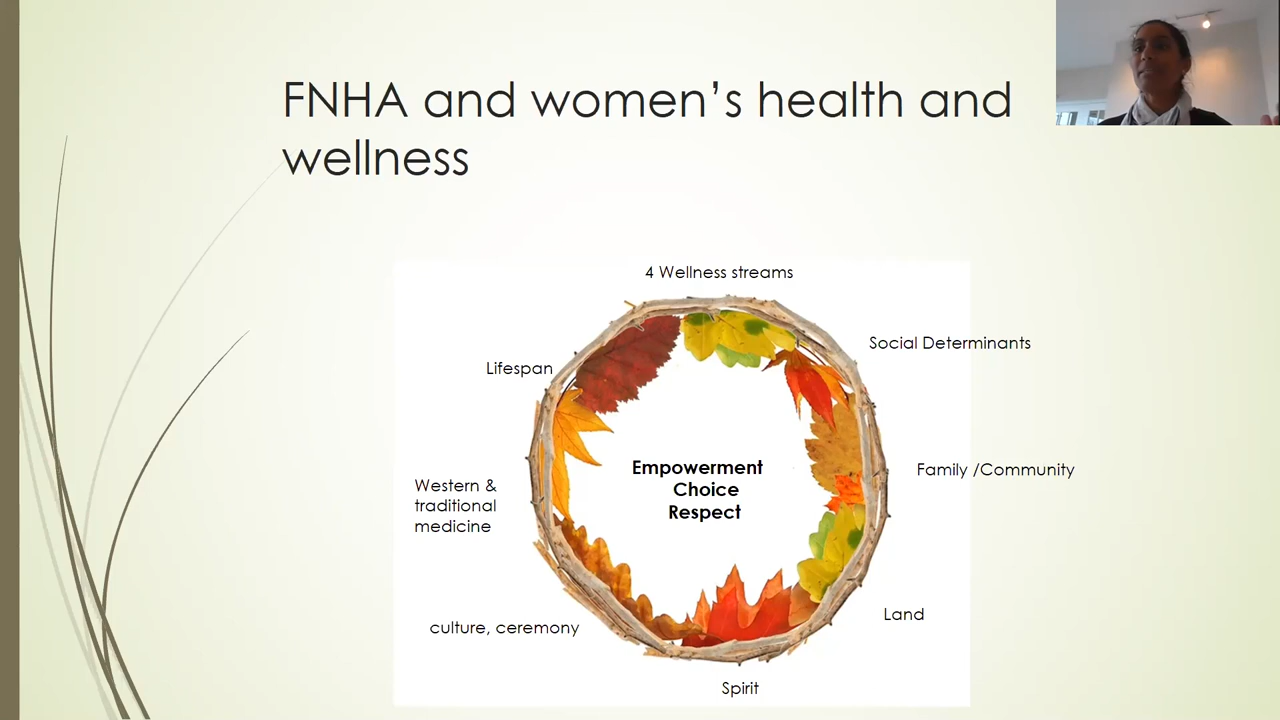 FNHA and women’s health and
wellness
4 Wellness streams
Social Determinants
Lifespan
Family /Community
Empowerment
Choice
Respect
Western &
traditional
medicine
Land
culture, ceremony
Spirit